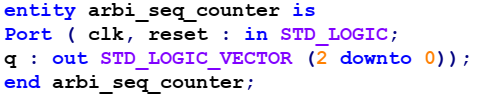 entity arbi_seq_counter is
Port ( clk, reset : in STD_LOGIC;
q : out STD_LOGIC_VECTOR (2 downto 0));
end arbi_seq_counter;